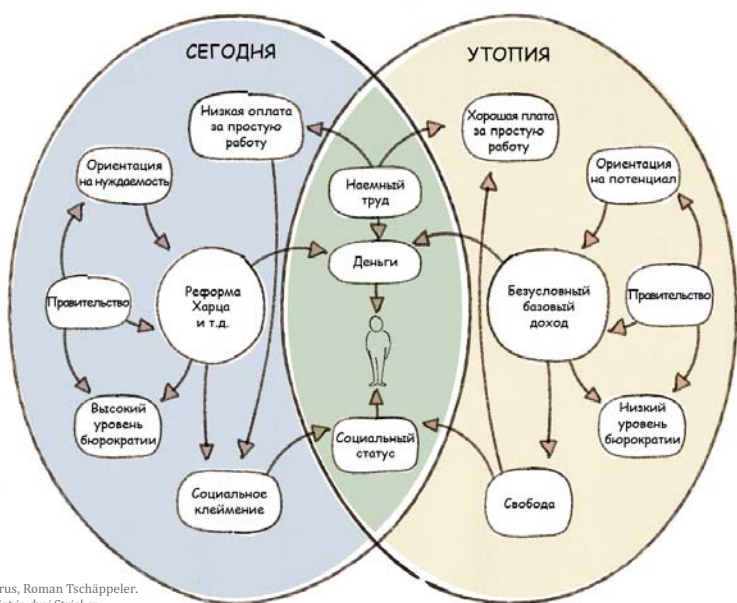 СЕГОДНЯ
УТОПИЯ
Низкая оплата
за простую
работу
Хорошая плата
за простую
работу
Ориентация
на нуждаемость
Наемный
труд
Ориентация
на потенциал
Деньги
Правительство
Реформа
Харца
и т.д.
Безусловный
базовый
доход
Правительство
Высокий
уровень
бюрократии
Социальный
статус
Низкий
уровень
бюрократии
Социальное
клеймение
Свобода
rus, Roman Tschäppeler.